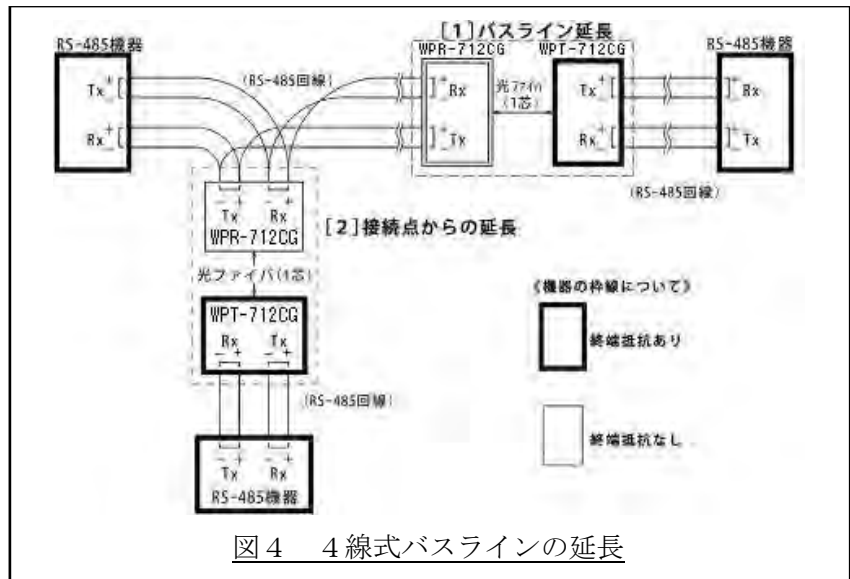 [1]バスライン延長
RS-485機器
WPR-712CG
WPT-712CG
RS-485機器
(RS-485回線)
Tx + -
Rx + -
+ - Rx
+ - Tx
光ファイバ
(1芯)
Tx + -
Rx + -
+ - Rx
+ - Tx
(RS-485回線)
- + - +
Tx Rx
WPR-712CG
[2]接続点からの延長
光ファイバ(1芯)
《機器の枠線について》
WPT-712CG
Rx Tx
- + - +
終端抵抗あり
(RS-485回線)
終端抵抗なし
- + - +
Tx Rx
RS-485機器
図4 4線式バスラインの延長